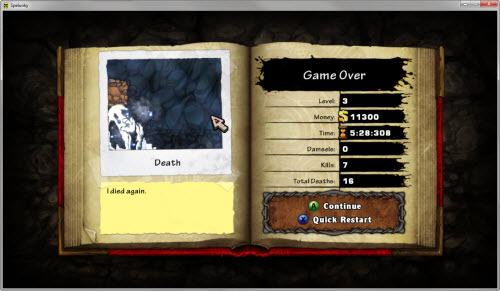 Spelunky
Death
I died again.
Game Over
Level: 3
Money: $ 11300
Time: 5:28:308
Damsels: 0
Kills: 7
Total Deaths: 16
A Continue
Quick Restart